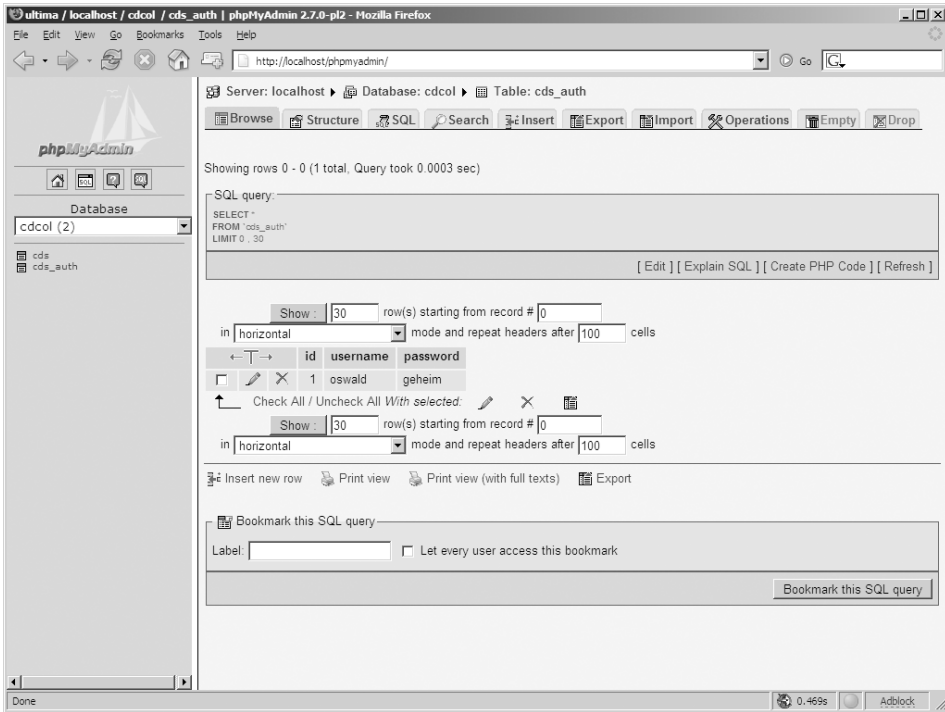 ultima / localhost / cdcol / cds_auth | phpMyAdmin 2.7.0-pl2 - Mozilla Firefox
File Edit View Go Bookmarks Tools Help
http://localhost/phpmyadmin/ Go G
phpMyAdmin
Database
cdcol (2)
cds
cds_auth
Server: localhost Database: cdcol Table: cds_auth
Browse Structure SQL Search Insert Export Import Operations Empty Drop
Showing rows 0 - 0 (1 total, Query took 0.0003 sec)
SQL query:
SELECT *
FROM `cds_auth`
LIMIT 0 , 30
[ Edit ] [ Explain SQL ] [ Create PHP Code ] [ Refresh ]
Show : 30 row(s) starting from record # 0
in horizontal mode and repeat headers after 100 cells
←T→ id username password
1 oswald geheim
Check All / Uncheck All With selected:
Show : 30 row(s) starting from record # 0
in horizontal mode and repeat headers after 100 cells
Insert new row Print view Print view (with full texts) Export
Bookmark this SQL query
Label: Let every user access this bookmark
Bookmark this SQL query
Done 0.469s Adblock